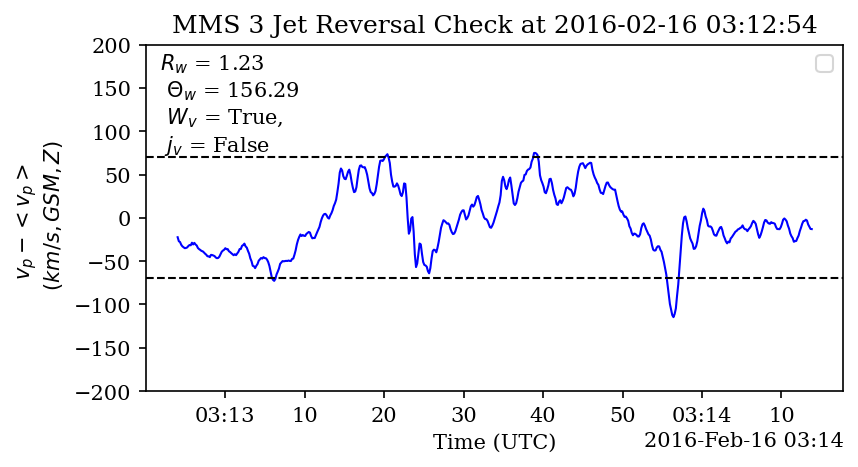 MMS 3 Jet Reversal Check at 2016-02-16 03:12:54
200
150
100
50
0
−50
−100
−150
−200
v_p − < v_p >
(km/s, GSM, Z)
R_w = 1.23
Θ_w = 156.29
W_v = True,
j_v = False
03:13 10 20 30 40 50 03:14 10
Time (UTC)
2016-Feb-16 03:14